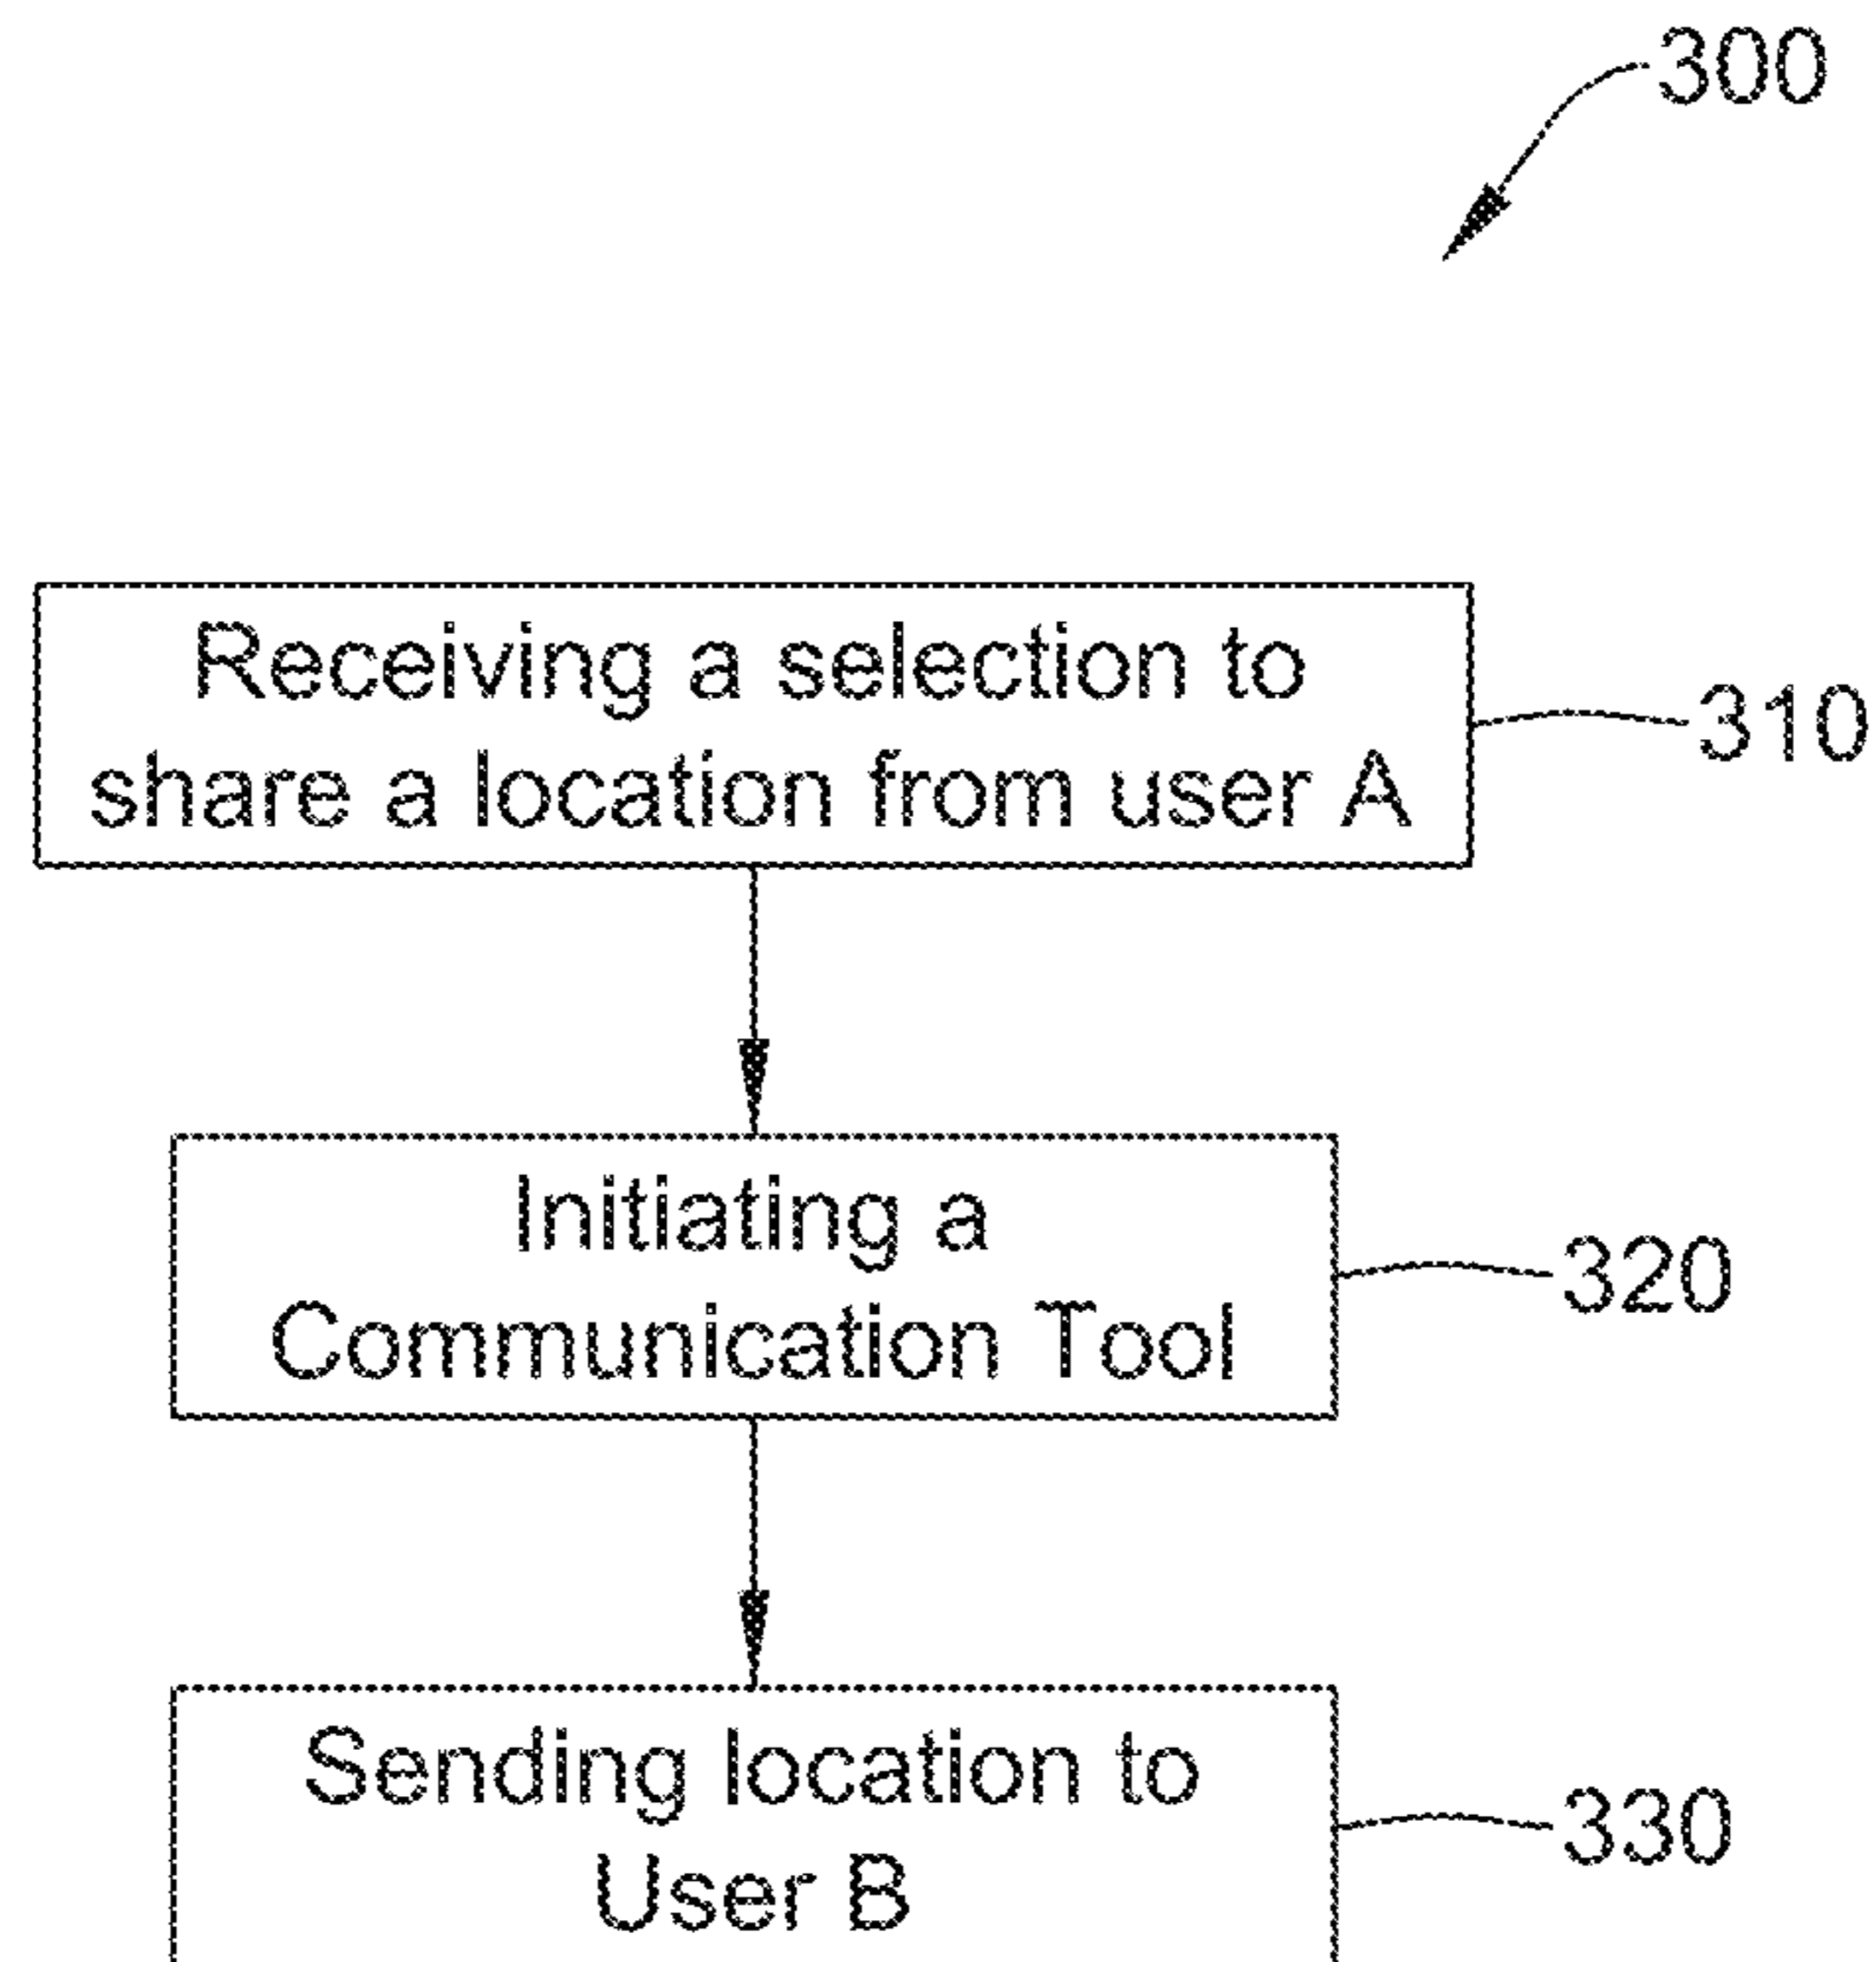 300
Receiving a selection to
share a location from user A
310
Initiating a
Communication Tool
320
Sending location to
User B
330